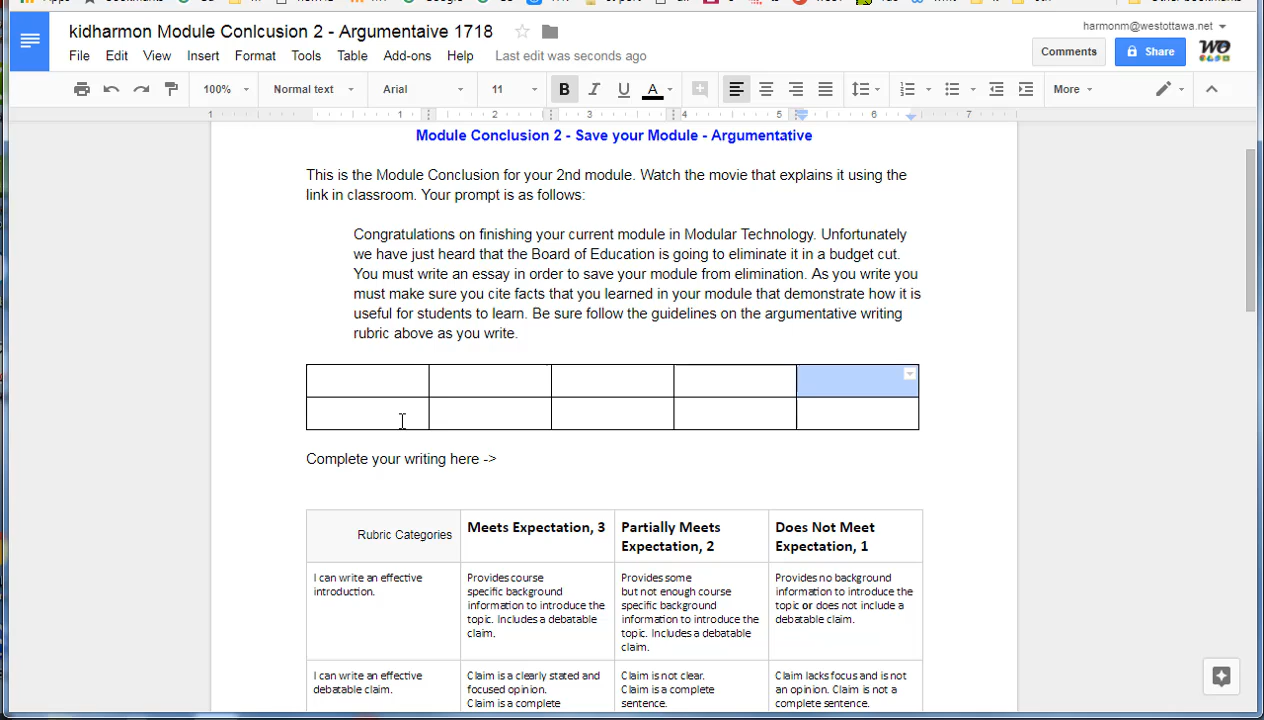 kidharmon Module Conlcusion 2 - Argumentaive 1718
harmonm@westottawa.net
File Edit View Insert Format Tools Table Add-ons Help Last edit was seconds ago
Comments Share
100% Normal text Arial 11 B I U A More
1 1 2 3 4 5 6 7
Module Conclusion 2 - Save your Module - Argumentative
This is the Module Conclusion for your 2nd module. Watch the movie that explains it using the
link in classroom. Your prompt is as follows:
Congratulations on finishing your current module in Modular Technology. Unfortunately
we have just heard that the Board of Education is going to eliminate it in a budget cut.
You must write an essay in order to save your module from elimination. As you write you
must make sure you cite facts that you learned in your module that demonstrate how it is
useful for students to learn. Be sure follow the guidelines on the argumentative writing
rubric above as you write.
Complete your writing here ->
Rubric Categories
Meets Expectation, 3
Partially Meets
Expectation, 2
Does Not Meet
Expectation, 1
I can write an effective
introduction.
Provides course
specific background
information to introduce the
topic. Includes a debatable
claim.
Provides some
but not enough course
specific background
information to introduce the
topic. Includes a debatable
claim.
Provides no background
information to introduce the
topic or does not include a
debatable claim.
I can write an effective
debatable claim.
Claim is a clearly stated and
focused opinion.
Claim is a complete
Claim is not clear.
Claim is a complete
sentence.
Claim lacks focus and is not
an opinion. Claim is not a
complete sentence.